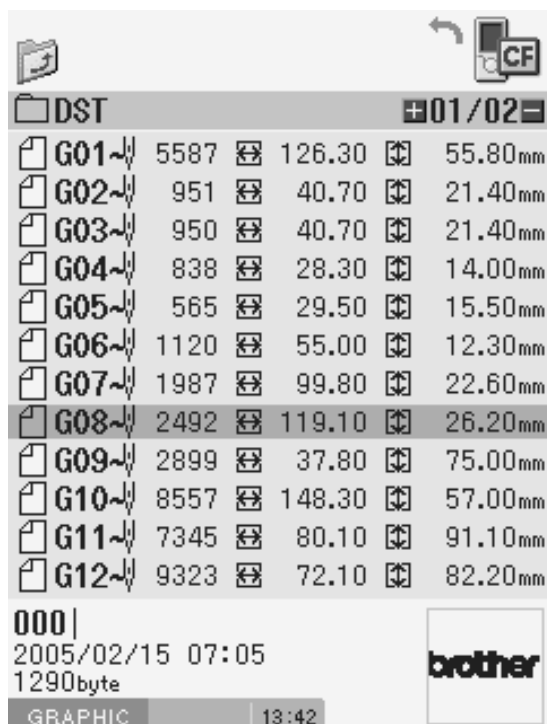 CF
DST 01/02
G01~ 5587 126.30 55.80mm
G02~ 951 40.70 21.40mm
G03~ 950 40.70 21.40mm
G04~ 838 28.30 14.00mm
G05~ 565 29.50 15.50mm
G06~ 1120 55.00 12.30mm
G07~ 1987 99.80 22.60mm
G08~ 2492 119.10 26.20mm
G09~ 2899 37.80 75.00mm
G10~ 8557 148.30 57.00mm
G11~ 7345 80.10 91.10mm
G12~ 9323 72.10 82.20mm
000
2005/02/15 07:05
1290byte
brother
GRAPHIC 13:42